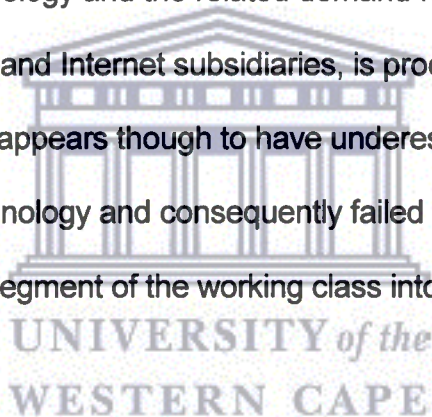 ology and the related demand
and Internet subsidiaries, is proc
appears though to have underes
nology and consequently failed
egment of the working class into
UNIVERSITY of the
WESTERN CAPE